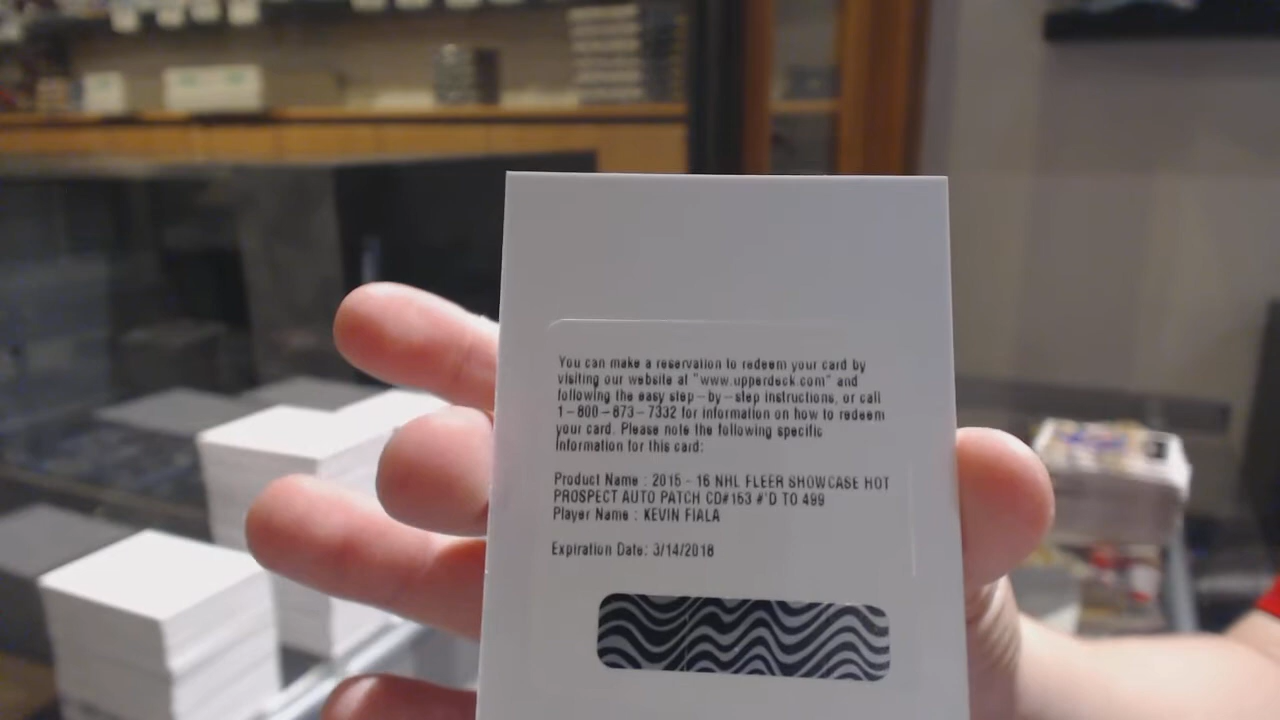 You can make a reservation to redeem your card by
visiting our website at "www.upperdeck.com" and
following the easy step-by-step instructions, or call
1-800-873-7332 for information on how to redeem
your card. Please note the following specific
information for this card:
Product Name : 2015 - 16 NHL FLEER SHOWCASE HOT
PROSPECT AUTO PATCH CD#153 #'D TO 499
Player Name : KEVIN FIALA
Expiration Date: 3/14/2018